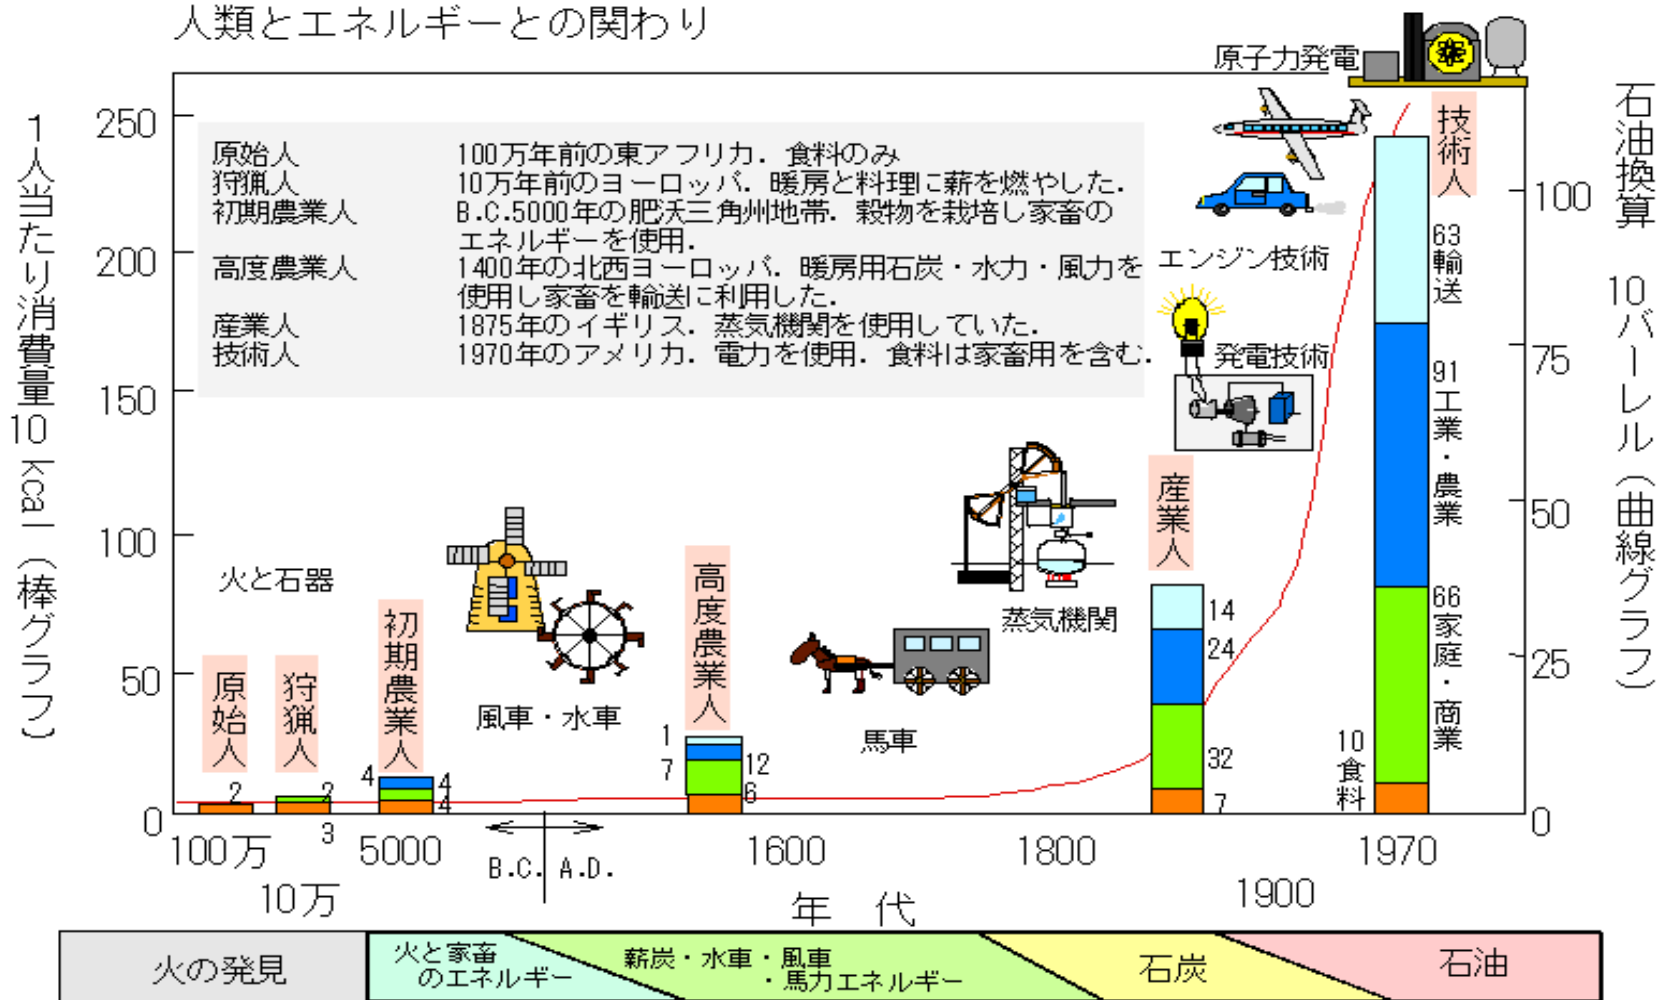 人類とエネルギーとの関わり
1人当たり消費量10 kcal（棒グラフ）
石油換算 10バーレル（曲線グラフ）
250
200
150
100
50
0
100
75
50
25
0
原始人 100万年前の東アフリカ．食料のみ
狩猟人 10万年前のヨーロッパ．暖房と料理に薪を燃やした．
初期農業人 B.C.5000年の肥沃三角州地帯．穀物を栽培し家畜の
エネルギーを使用．
高度農業人 1400年の北西ヨーロッパ．暖房用石炭・水力・風力を
使用し家畜を輸送に利用した．
産業人 1875年のイギリス．蒸気機関を使用していた．
技術人 1970年のアメリカ．電力を使用．食料は家畜用を含む．
原子力発電
エンジン技術
発電技術
蒸気機関
馬車
風車・水車
火と石器
原始人
2
狩猟人
2
3
初期農業人
4
4
4
高度農業人
1
7
12
6
産業人
14
24
32
7
技術人
63輸送
91工業・農業
66家庭・商業
10食料
100万
10万
5000
B.C.
A.D.
1600
1800
1900
1970
年 代
火の発見
火と家畜
のエネルギー
薪炭・水車・風車
・馬力エネルギー
石炭
石油